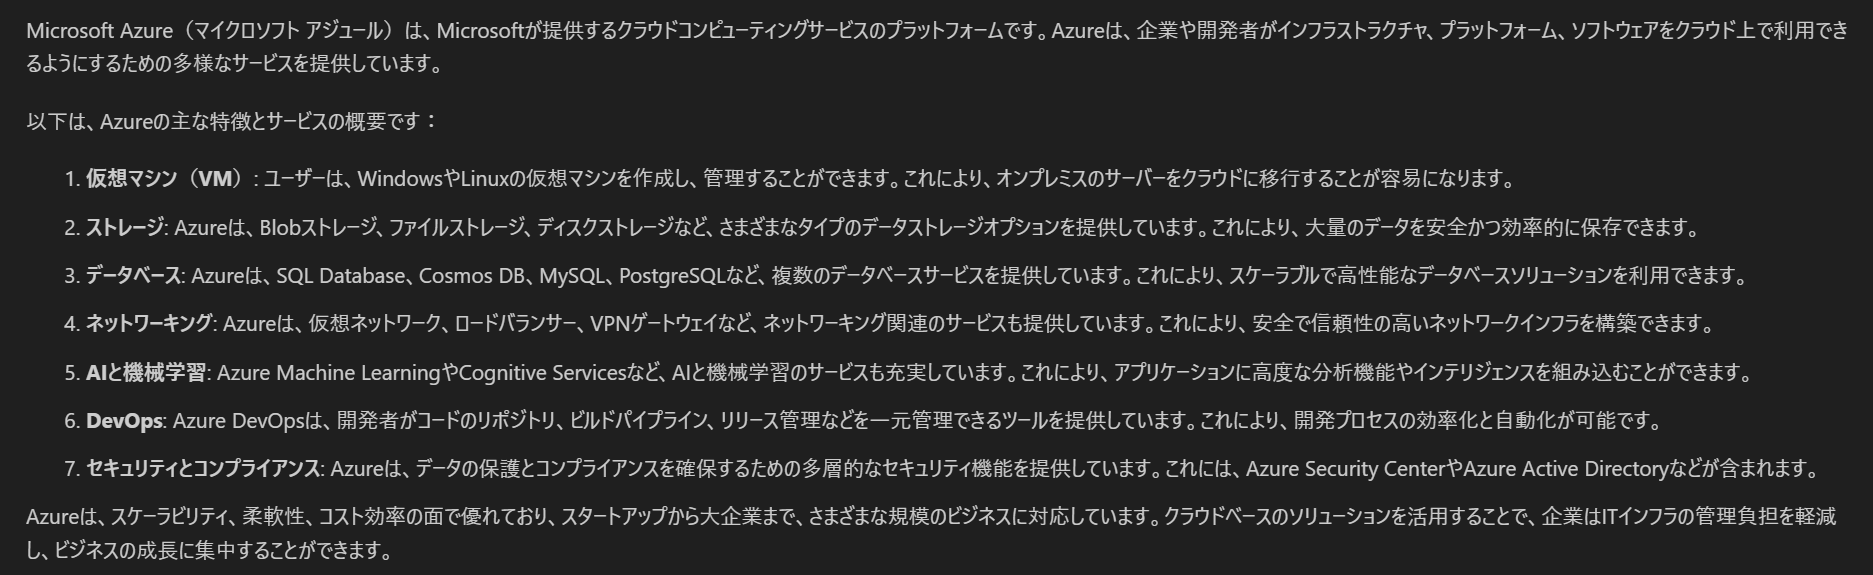 Microsoft Azure（マイクロソフト アジュール）は、Microsoftが提供するクラウドコンピューティングサービスのプラットフォームです。Azureは、企業や開発者がインフラストラクチャ、プラットフォーム、ソフトウェアをクラウド上で利用でき
るようにするための多様なサービスを提供しています。
以下は、Azureの主な特徴とサービスの概要です：
1. 仮想マシン（VM）: ユーザーは、WindowsやLinuxの仮想マシンを作成し、管理することができます。これにより、オンプレミスのサーバーをクラウドに移行することが容易になります。
2. ストレージ: Azureは、Blobストレージ、ファイルストレージ、ディスクストレージなど、さまざまなタイプのデータストレージオプションを提供しています。これにより、大量のデータを安全かつ効率的に保存できます。
3. データベース: Azureは、SQL Database、Cosmos DB、MySQL、PostgreSQLなど、複数のデータベースサービスを提供しています。これにより、スケーラブルで高性能なデータベースソリューションを利用できます。
4. ネットワーキング: Azureは、仮想ネットワーク、ロードバランサー、VPNゲートウェイなど、ネットワーキング関連のサービスも提供しています。これにより、安全で信頼性の高いネットワークインフラを構築できます。
5. AIと機械学習: Azure Machine LearningやCognitive Servicesなど、AIと機械学習のサービスも充実しています。これにより、アプリケーションに高度な分析機能やインテリジェンスを組み込むことができます。
6. DevOps: Azure DevOpsは、開発者がコードのリポジトリ、ビルドパイプライン、リリース管理などを一元管理できるツールを提供しています。これにより、開発プロセスの効率化と自動化が可能です。
7. セキュリティとコンプライアンス: Azureは、データの保護とコンプライアンスを確保するための多層的なセキュリティ機能を提供しています。これには、Azure Security CenterやAzure Active Directoryなどが含まれます。
Azureは、スケーラビリティ、柔軟性、コスト効率の面で優れており、スタートアップから大企業まで、さまざまな規模のビジネスに対応しています。クラウドベースのソリューションを活用することで、企業はITインフラの管理負担を軽減
し、ビジネスの成長に集中することができます。